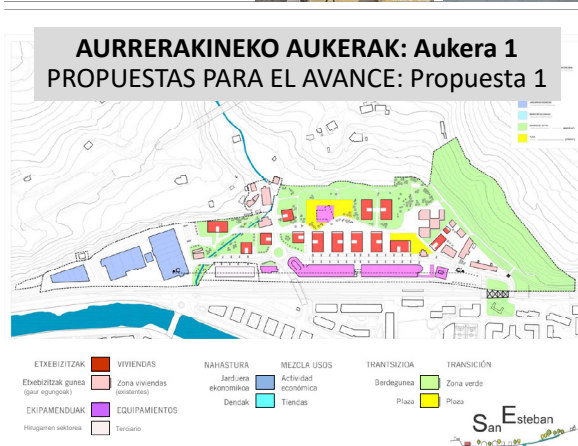 AURRERAKINEKO AUKERAK: Aukera 1
PROPUESTAS PARA EL AVANCE: Propuesta 1
ETXEBIZITZAK VIVIENDAS
Etxebizitza gunea Zona viviendas
(gaur egungoak) (existentes)
EKIPAMENDUAK EQUIPAMIENTOS
Hirugarren sektorea Terciario
NAHASTURA MEZCLA USOS
Jarduera Actividad
ekonomikoa económica
Dendak Tiendas
TRANTSIZIOA TRANSICIÓN
Berdegunea Zona verde
Plaza Plaza
San Esteban